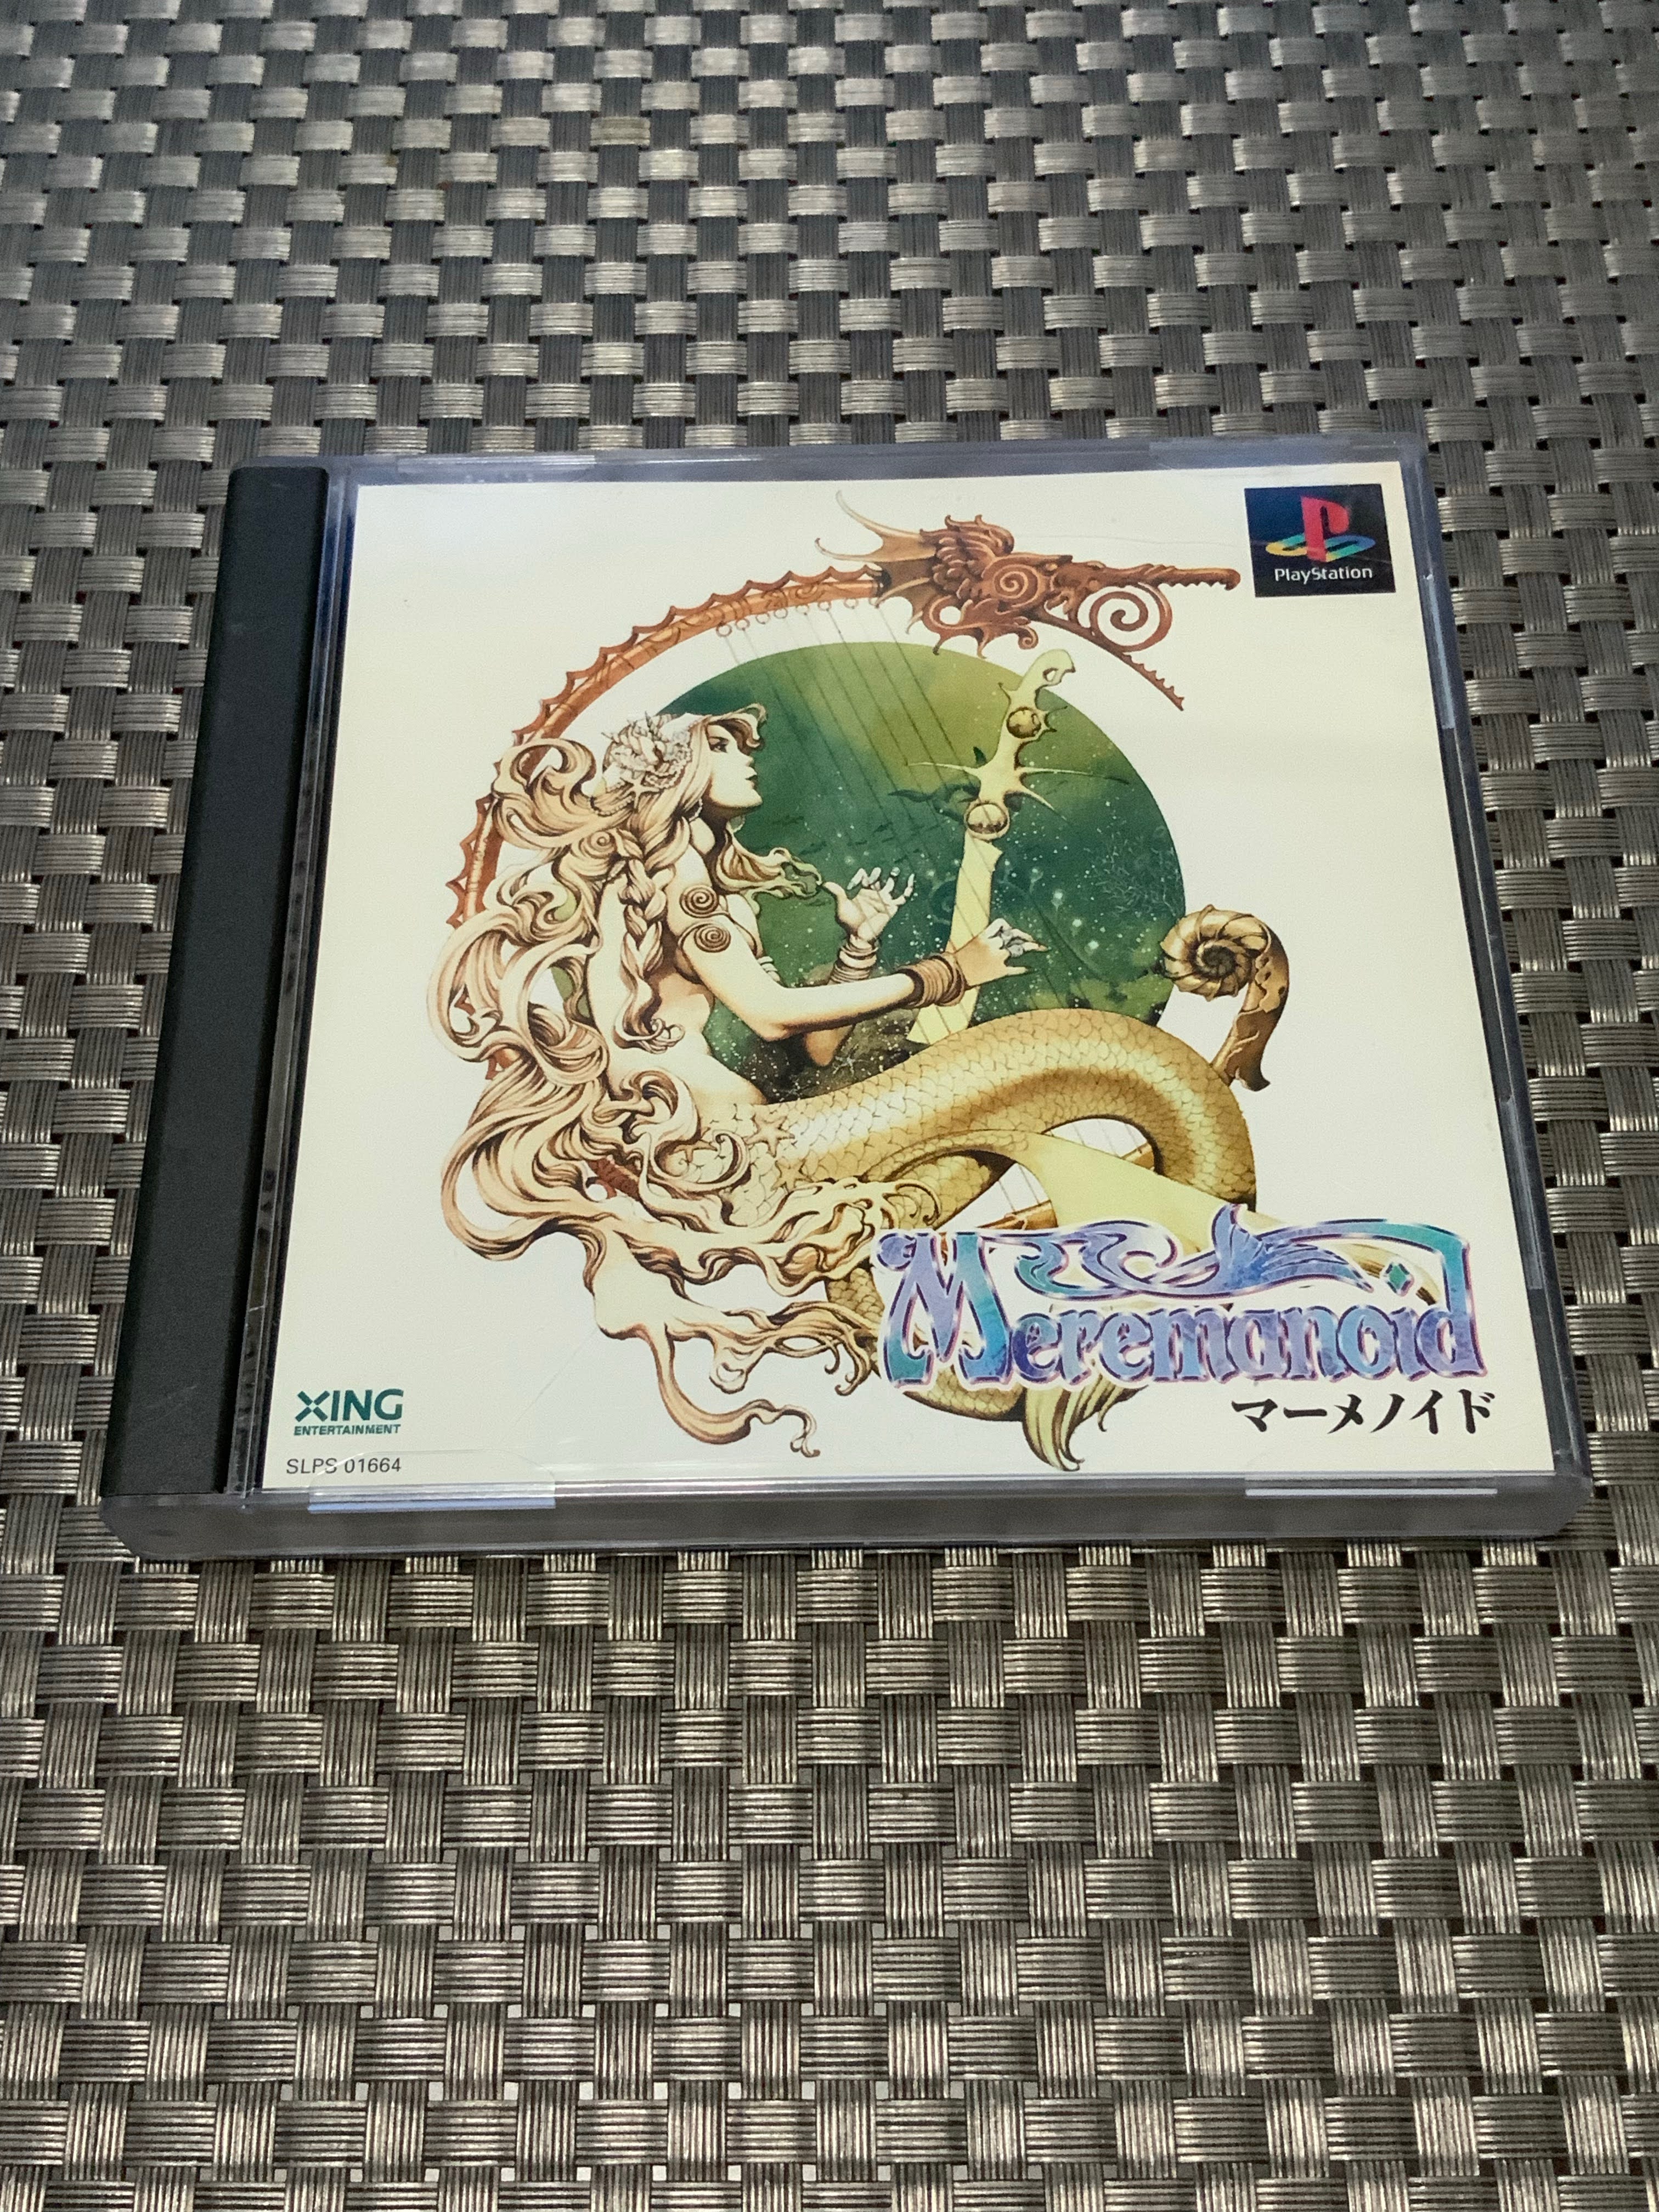 PlayStation
Meremanoid
マーメノイド
XING
ENTERTAINMENT
SLPS 01664